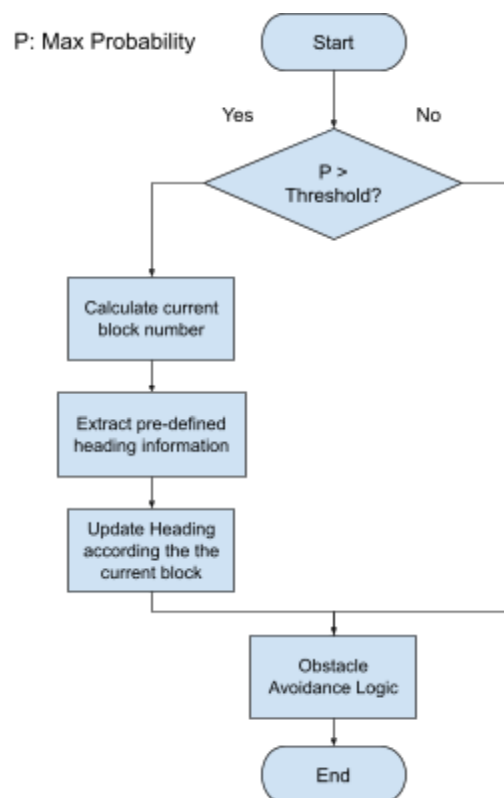 P: Max Probability
Start
Yes
No
P >
Threshold?
Calculate current
block number
Extract pre-defined
heading information
Update Heading
according the the
current block
Obstacle
Avoidance Logic
End